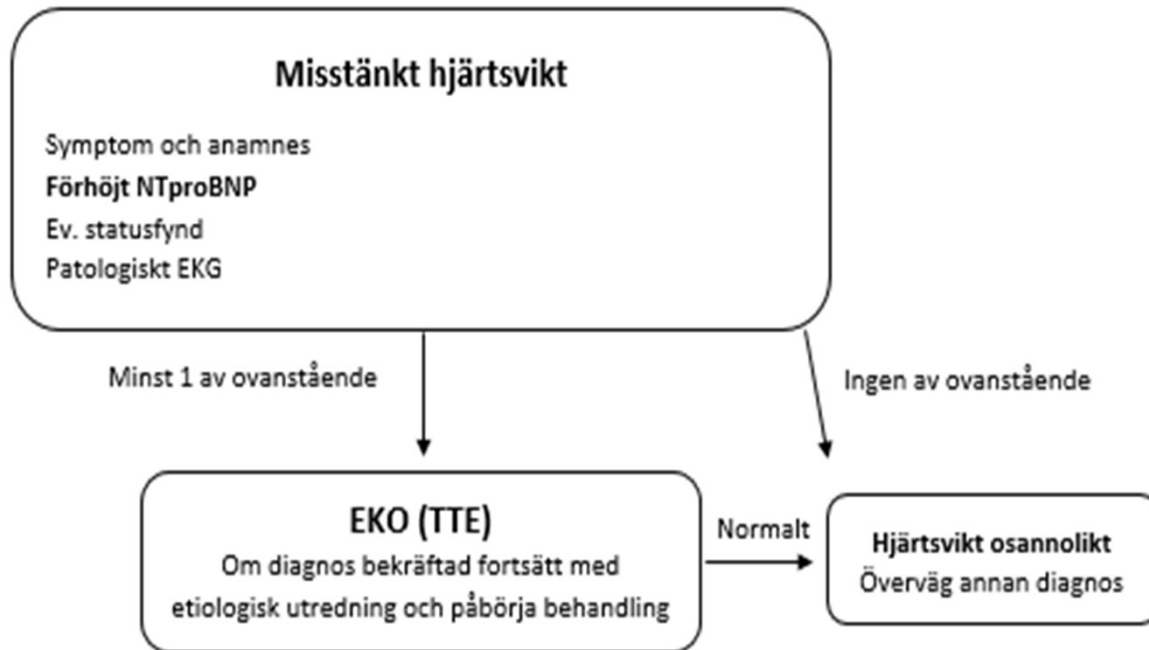 Misstänkt hjärtsvikt
Symptom och anamnes
Förhöjt NTproBNP
Ev. statusfynd
Patologiskt EKG
Minst 1 av ovanstående
Ingen av ovanstående
EKO (TTE)
Om diagnos bekräftad fortsätt med
etiologisk utredning och påbörja behandling
Normalt
Hjärtsvikt osannolikt
Överväg annan diagnos